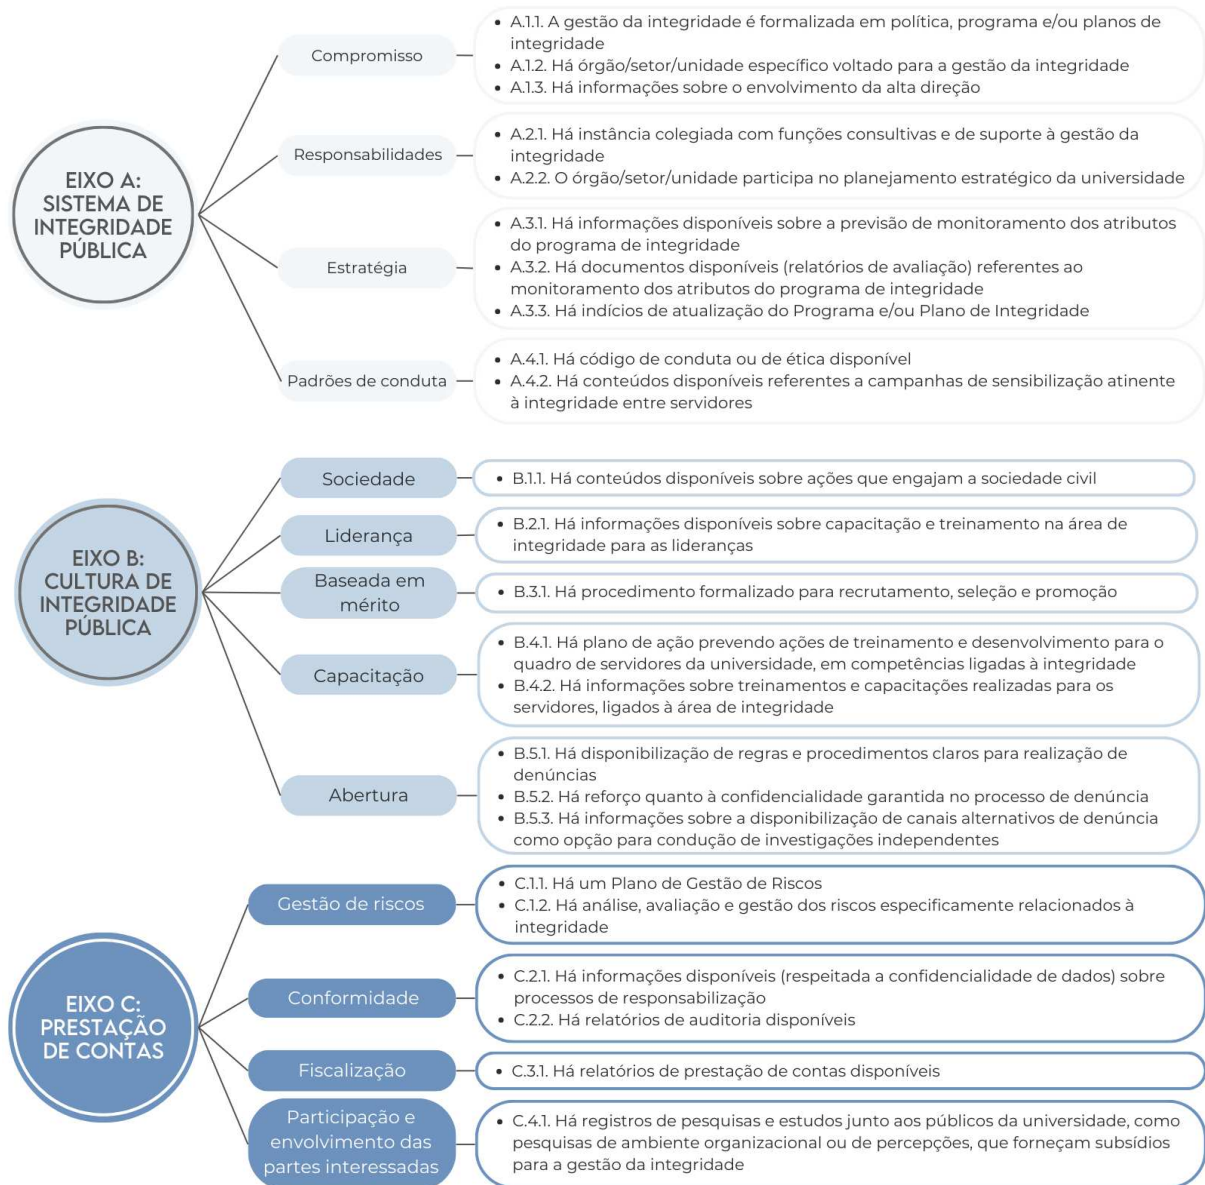 EIXO A:
SISTEMA DE
INTEGRIDADE
PÚBLICA
Compromisso
• A.1.1. A gestão da integridade é formalizada em política, programa e/ou planos de
integridade
• A.1.2. Há órgão/setor/unidade específico voltado para a gestão da integridade
• A.1.3. Há informações sobre o envolvimento da alta direção
Responsabilidades
• A.2.1. Há instância colegiada com funções consultivas e de suporte à gestão da
integridade
• A.2.2. O órgão/setor/unidade participa no planejamento estratégico da universidade
Estratégia
• A.3.1. Há informações disponíveis sobre a previsão de monitoramento dos atributos
do programa de integridade
• A.3.2. Há documentos disponíveis (relatórios de avaliação) referentes ao
monitoramento dos atributos do programa de integridade
• A.3.3. Há indícios de atualização do Programa e/ou Plano de Integridade
Padrões de conduta
• A.4.1. Há código de conduta ou de ética disponível
• A.4.2. Há conteúdos disponíveis referentes a campanhas de sensibilização atinente
à integridade entre servidores
EIXO B:
CULTURA DE
INTEGRIDADE
PÚBLICA
Sociedade
• B.1.1. Há conteúdos disponíveis sobre ações que engajam a sociedade civil
Liderança
• B.2.1. Há informações disponíveis sobre capacitação e treinamento na área de
integridade para as lideranças
Baseada em
mérito
• B.3.1. Há procedimento formalizado para recrutamento, seleção e promoção
Capacitação
• B.4.1. Há plano de ação prevendo ações de treinamento e desenvolvimento para o
quadro de servidores da universidade, em competências ligadas à integridade
• B.4.2. Há informações sobre treinamentos e capacitações realizadas para os
servidores, ligados à área de integridade
Abertura
• B.5.1. Há disponibilização de regras e procedimentos claros para realização de
denúncias
• B.5.2. Há reforço quanto à confidencialidade garantida no processo de denúncia
• B.5.3. Há informações sobre a disponibilização de canais alternativos de denúncia
como opção para condução de investigações independentes
EIXO C:
PRESTAÇÃO
DE CONTAS
Gestão de riscos
• C.1.1. Há um Plano de Gestão de Riscos
• C.1.2. Há análise, avaliação e gestão dos riscos especificamente relacionados à
integridade
Conformidade
• C.2.1. Há informações disponíveis (respeitada a confidencialidade de dados) sobre
processos de responsabilização
• C.2.2. Há relatórios de auditoria disponíveis
Fiscalização
• C.3.1. Há relatórios de prestação de contas disponíveis
Participação e
envolvimento das
partes interessadas
• C.4.1. Há registros de pesquisas e estudos junto aos públicos da universidade, como
pesquisas de ambiente organizacional ou de percepções, que forneçam subsídios
para a gestão da integridade